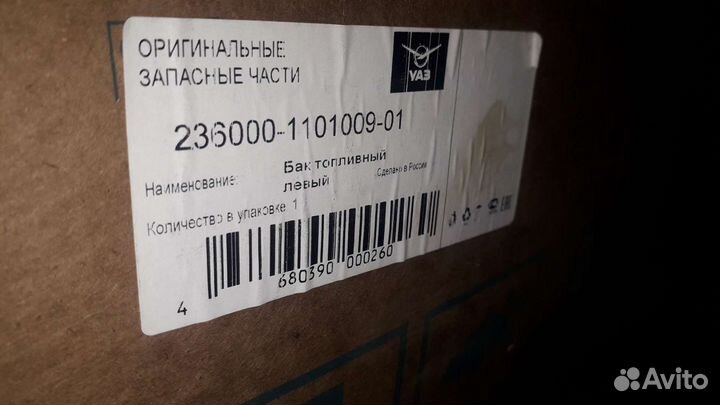 ОРИГИНАЛЬНЫЕ
ЗАПАСНЫЕ ЧАСТИ
УАЗ
236000-1101009-01
Наименование: Бак топливный левый
Сделано в России
Количество в упаковке 1
4 680390 000260
EAC
Avito